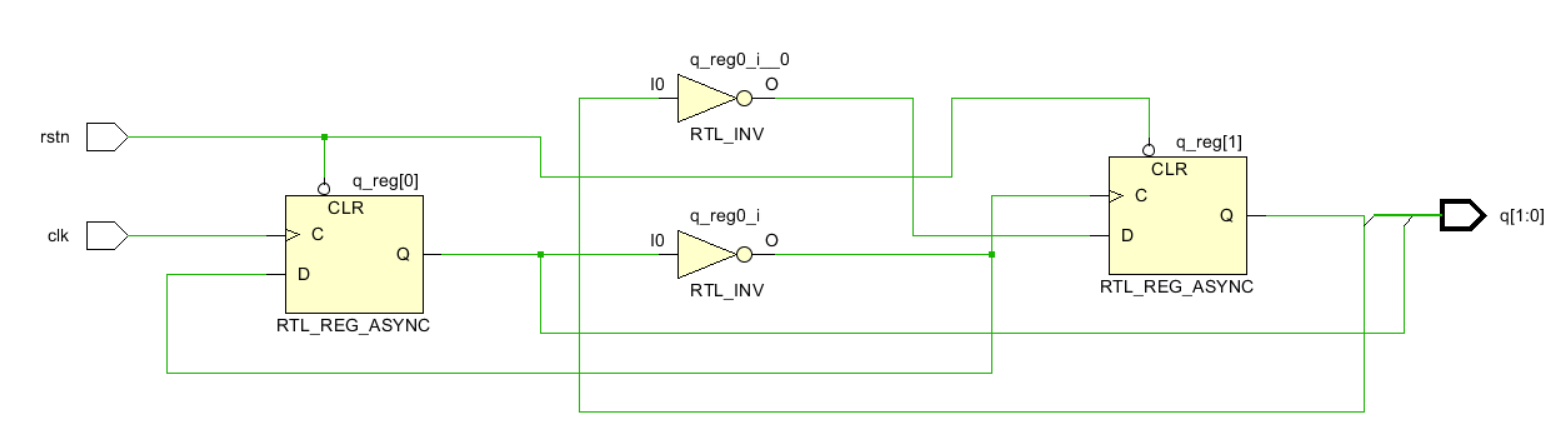 q_reg0_i__0
I0
O
RTL_INV
rstn
q_reg[1]
CLR
C
Q
D
RTL_REG_ASYNC
q_reg[0]
CLR
clk
C
Q
D
RTL_REG_ASYNC
q_reg0_i
I0
O
RTL_INV
q[1:0]